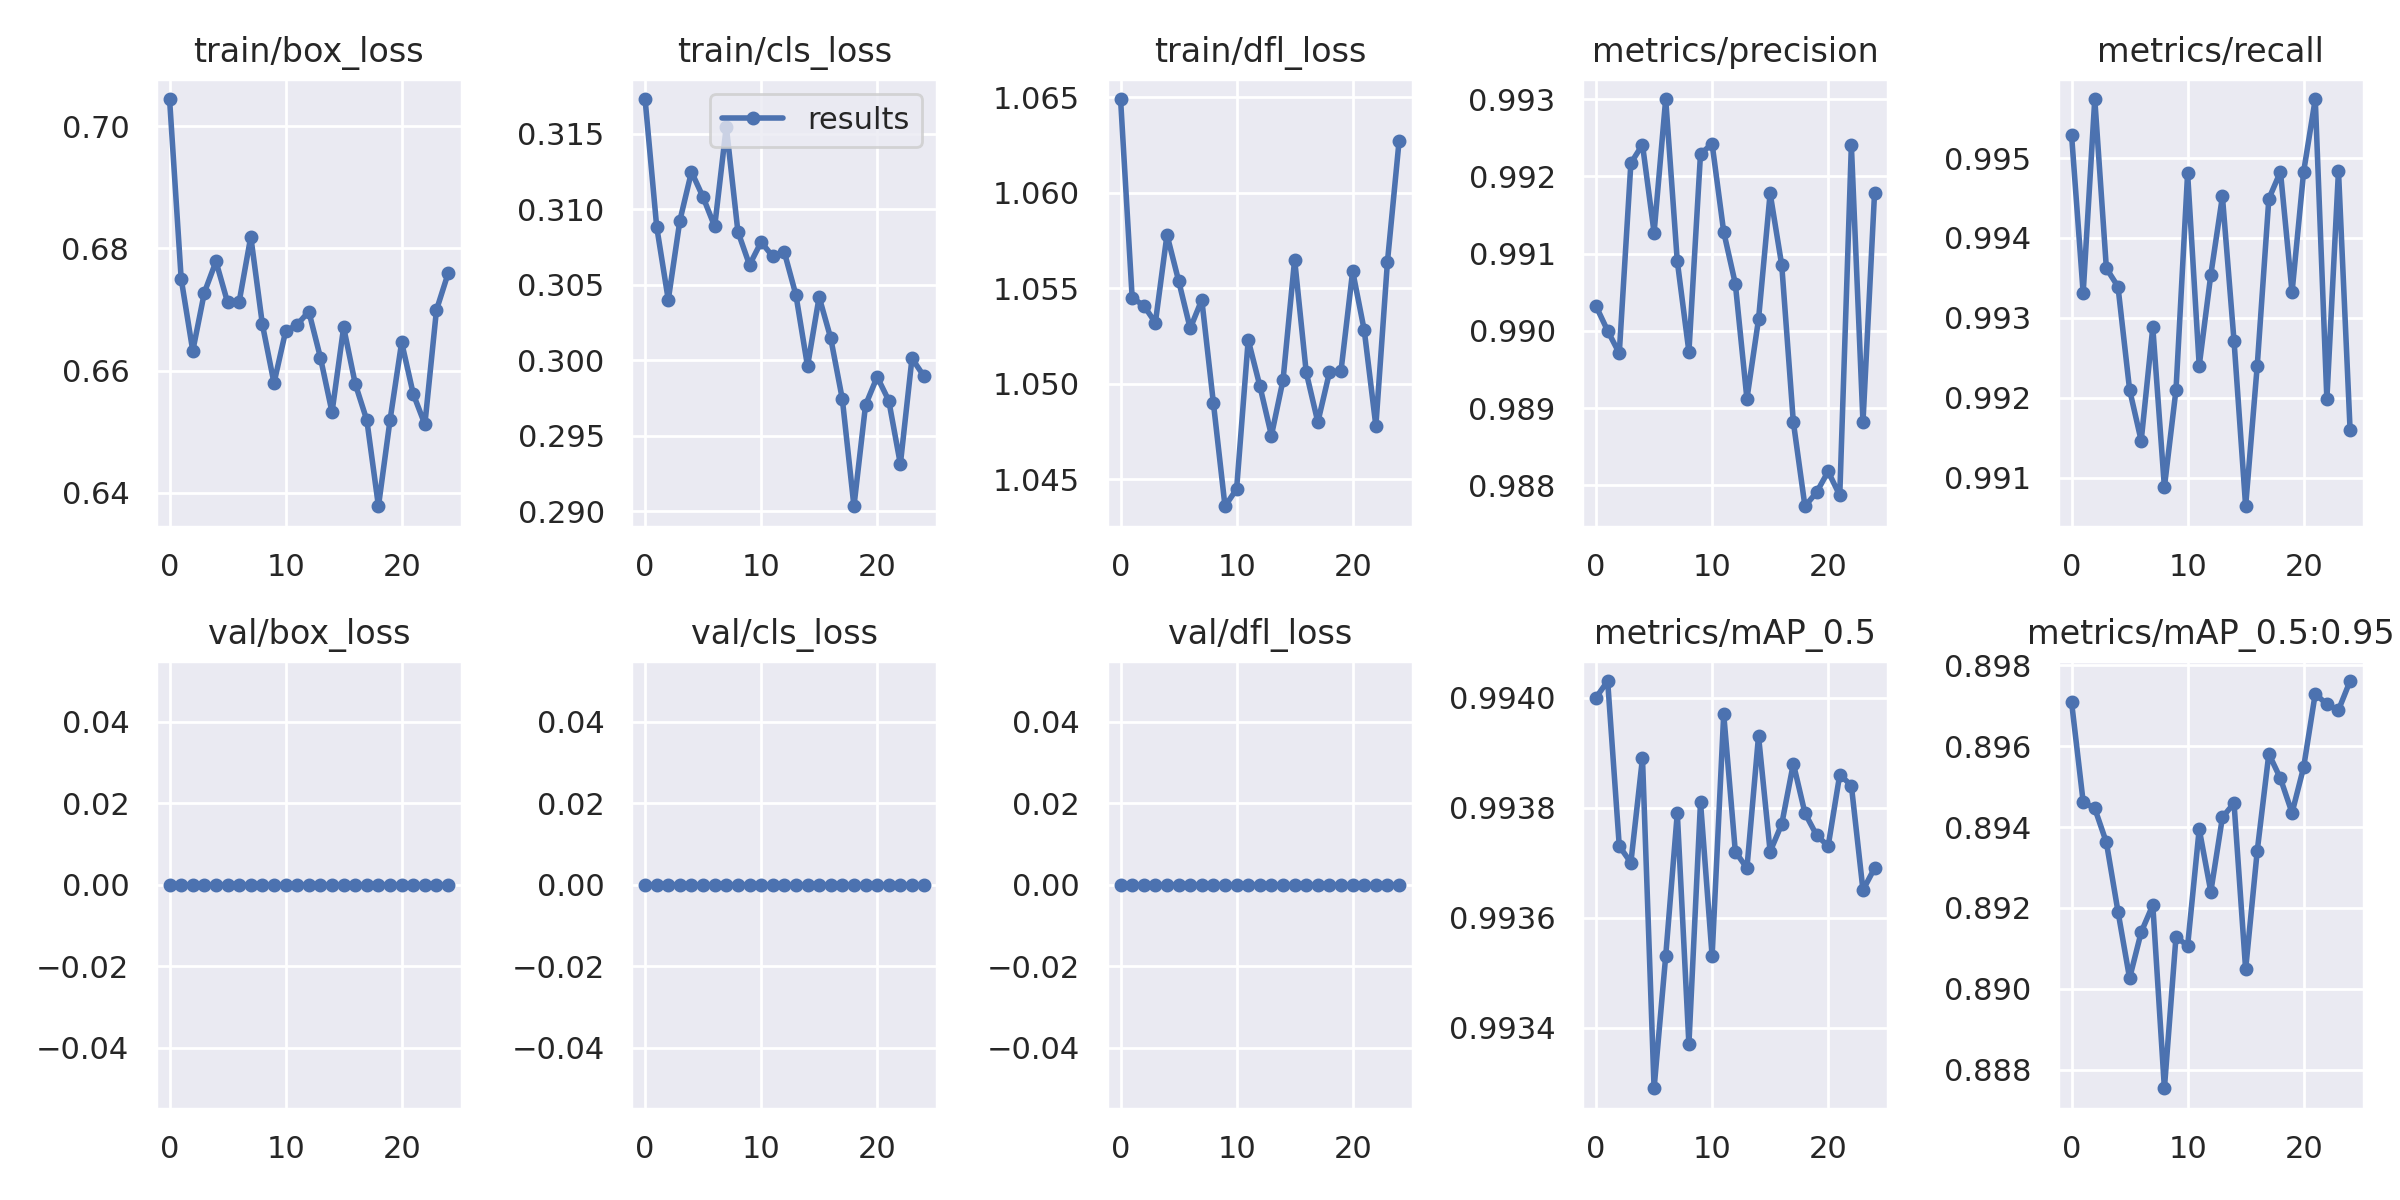 train/box_loss
train/cls_loss
train/dfl_loss
metrics/precision
metrics/recall
0.70
0.68
0.66
0.64
0 10 20
results
0.315
0.310
0.305
0.300
0.295
0.290
0 10 20
1.065
1.060
1.055
1.050
1.045
0 10 20
0.993
0.992
0.991
0.990
0.989
0.988
0 10 20
0.995
0.994
0.993
0.992
0.991
0 10 20
val/box_loss
val/cls_loss
val/dfl_loss
metrics/mAP_0.5
metrics/mAP_0.5:0.95
0.04
0.02
0.00
−0.02
−0.04
0 10 20
0.04
0.02
0.00
−0.02
−0.04
0 10 20
0.04
0.02
0.00
−0.02
−0.04
0 10 20
0.9940
0.9938
0.9936
0.9934
0 10 20
0.898
0.896
0.894
0.892
0.890
0.888
0 10 20